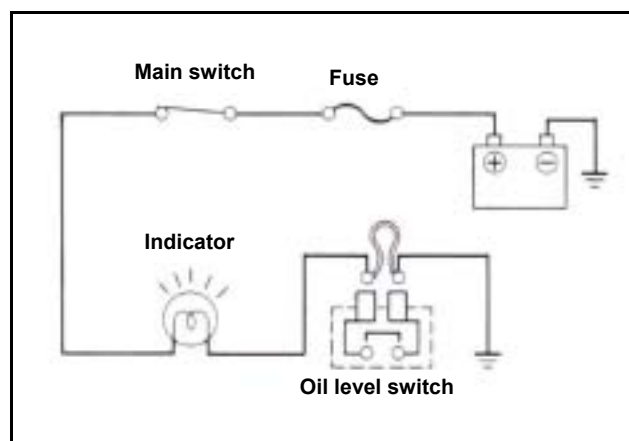 Main switch
Fuse
+ −
Indicator
Oil level switch